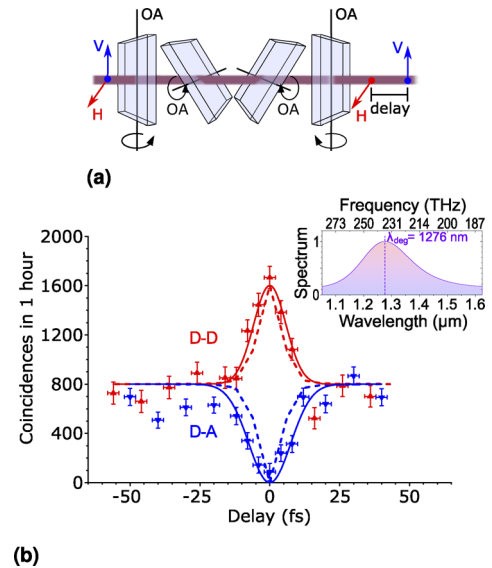 OA
OA
V
V
OA
OA
H
H
delay
(a)
Frequency (THz)
273 250 231 214 200 187
λdeg= 1276 nm
Spectrum
1
0
1.1 1.2 1.3 1.4 1.5 1.6
Wavelength (µm)
Coincidences in 1 hour
2000
1600
1200
800
400
0
D-D
D-A
-50 -25 0 25 50
Delay (fs)
(b)